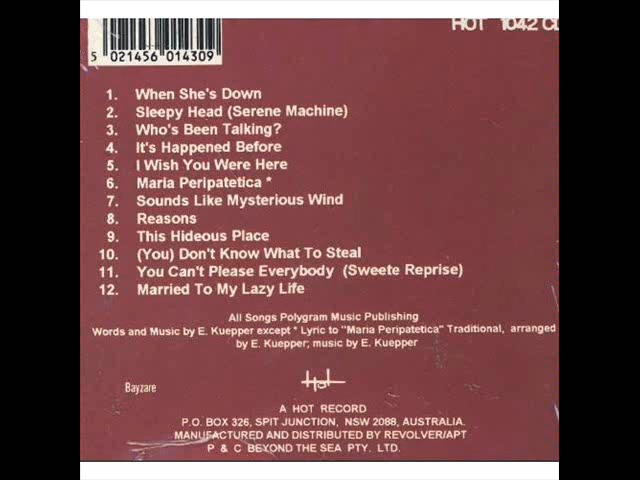 HOT 1042 CD
5 021456 014309
1. When She's Down
2. Sleepy Head (Serene Machine)
3. Who's Been Talking?
4. It's Happened Before
5. I Wish You Were Here
6. Maria Peripatetica *
7. Sounds Like Mysterious Wind
8. Reasons
9. This Hideous Place
10. (You) Don't Know What To Steal
11. You Can't Please Everybody (Sweete Reprise)
12. Married To My Lazy Life
All Songs Polygram Music Publishing
Words and Music by E. Kuepper except * Lyric to "Maria Peripatetica" Traditional, arranged
by E. Kuepper; music by E. Kuepper
Bayzare
Hot
A HOT RECORD
P.O. BOX 326, SPIT JUNCTION, NSW 2088, AUSTRALIA.
MANUFACTURED AND DISTRIBUTED BY REVOLVER/APT
P & C BEYOND THE SEA PTY. LTD.